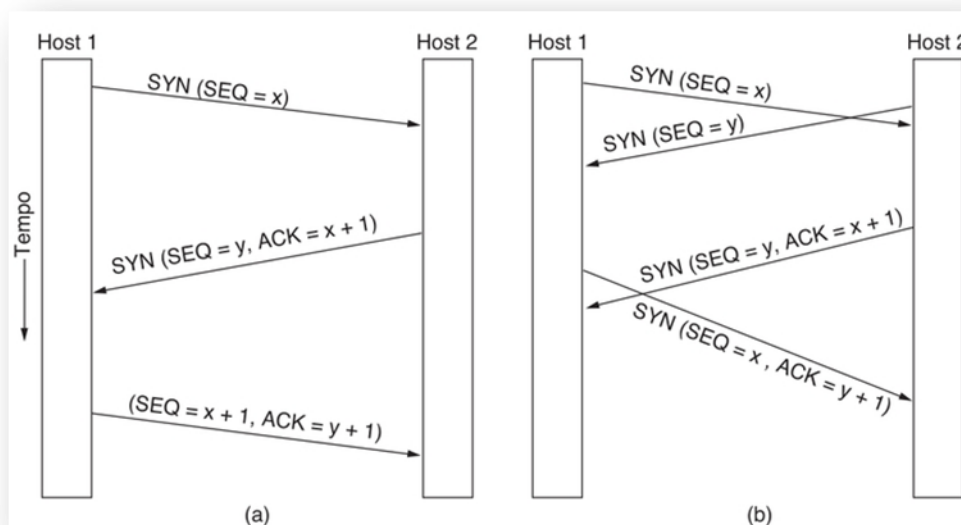 Host 1
Host 2
SYN (SEQ = x)
SYN (SEQ = y, ACK = x + 1)
(SEQ = x + 1, ACK = y + 1)
Tempo
(a)
Host 1
Host 2
SYN (SEQ = x)
SYN (SEQ = y)
SYN (SEQ = y, ACK = x + 1)
SYN (SEQ = x , ACK = y + 1)
(b)